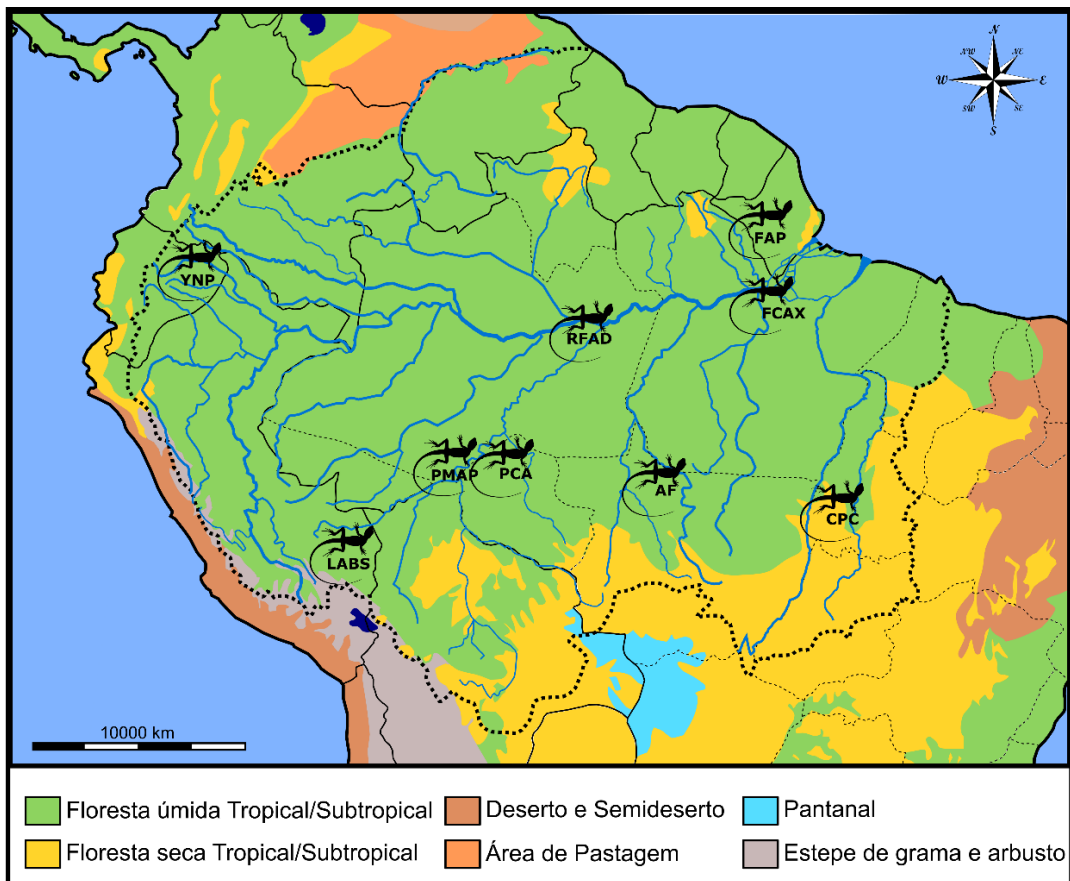 N
NW
NE
W
E
SW
SE
S
FAP
YNP
FCAX
RFAD
PMAP
PCA
AF
CPC
LABS
10000 km
Floresta úmida Tropical/Subtropical
Deserto e Semideserto
Pantanal
Floresta seca Tropical/Subtropical
Área de Pastagem
Estepe de grama e arbusto